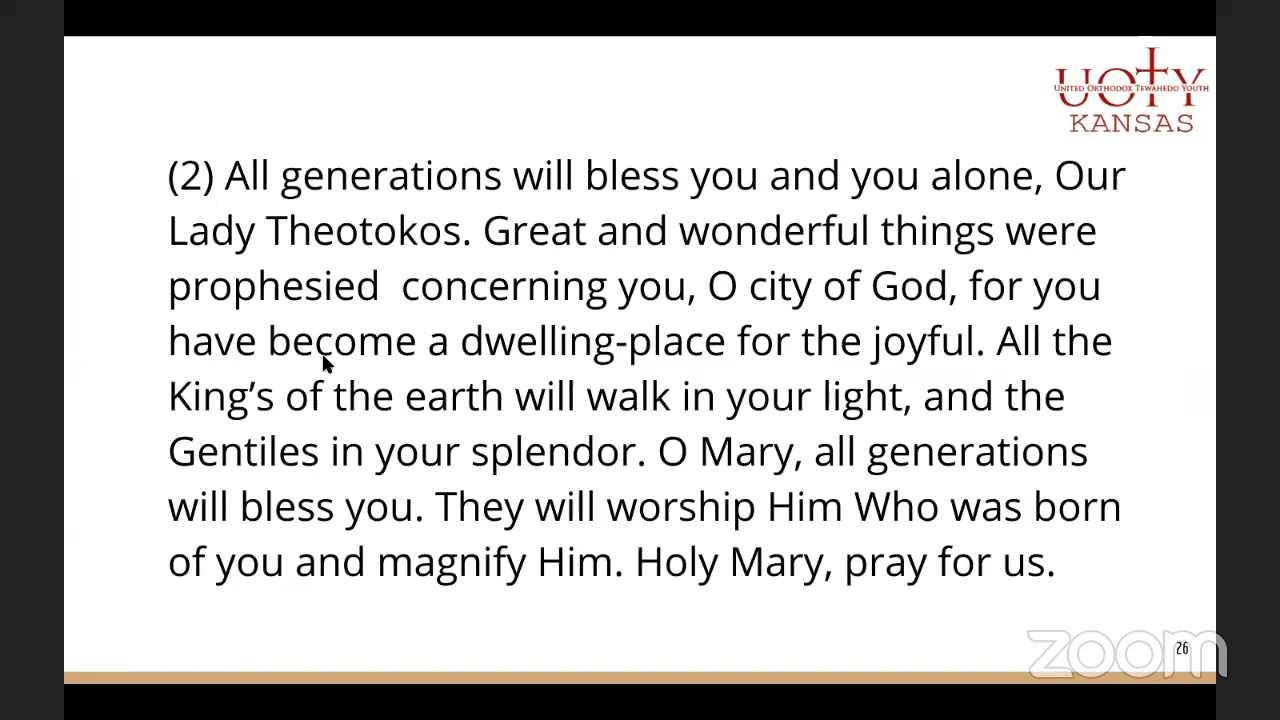 UOTY
UNITED ORTHODOX TEWAHEDO YOUTH
KANSAS
(2) All generations will bless you and you alone, Our
Lady Theotokos. Great and wonderful things were
prophesied  concerning you, O city of God, for you
have become a dwelling-place for the joyful. All the
King’s of the earth will walk in your light, and the
Gentiles in your splendor. O Mary, all generations
will bless you. They will worship Him Who was born
of you and magnify Him. Holy Mary, pray for us.
zoom
26